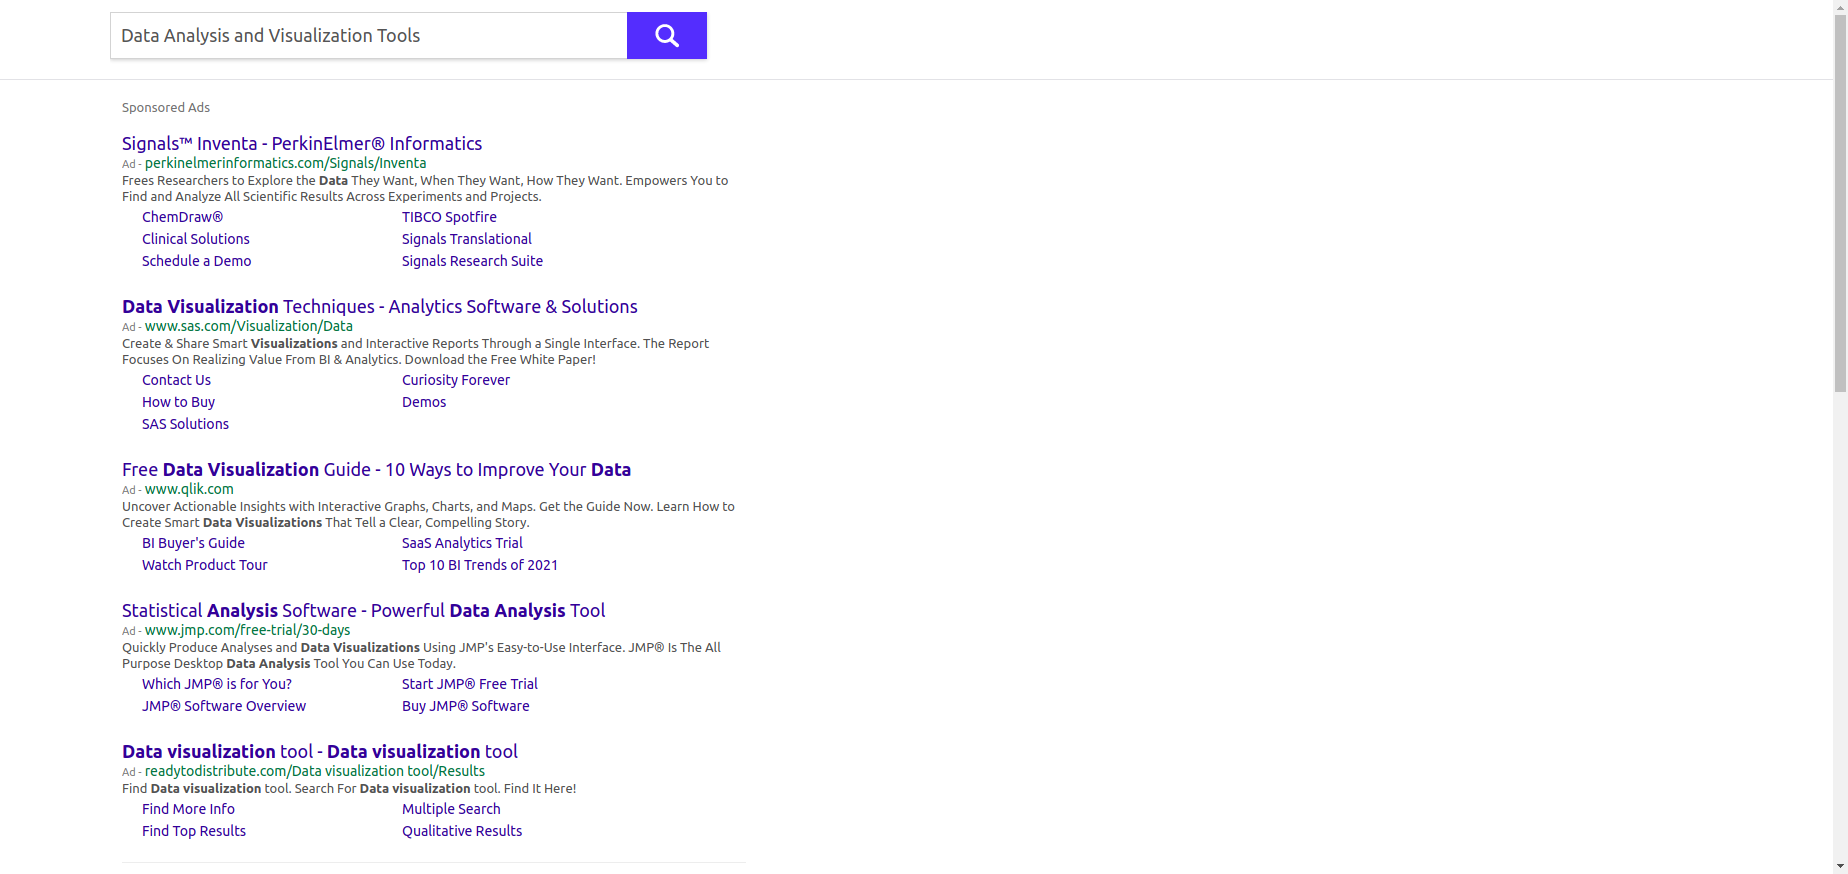 Data Analysis and Visualization Tools
Sponsored Ads
Signals™ Inventa - PerkinElmer® Informatics
Ad - perkinelmerinformatics.com/Signals/Inventa
Frees Researchers to Explore the Data They Want, When They Want, How They Want. Empowers You to
Find and Analyze All Scientific Results Across Experiments and Projects.
ChemDraw® TIBCO Spotfire
Clinical Solutions Signals Translational
Schedule a Demo Signals Research Suite
Data Visualization Techniques - Analytics Software & Solutions
Ad - www.sas.com/Visualization/Data
Create & Share Smart Visualizations and Interactive Reports Through a Single Interface. The Report
Focuses On Realizing Value From BI & Analytics. Download the Free White Paper!
Contact Us Curiosity Forever
How to Buy Demos
SAS Solutions
Free Data Visualization Guide - 10 Ways to Improve Your Data
Ad - www.qlik.com
Uncover Actionable Insights with Interactive Graphs, Charts, and Maps. Get the Guide Now. Learn How to
Create Smart Data Visualizations That Tell a Clear, Compelling Story.
BI Buyer's Guide SaaS Analytics Trial
Watch Product Tour Top 10 BI Trends of 2021
Statistical Analysis Software - Powerful Data Analysis Tool
Ad - www.jmp.com/free-trial/30-days
Quickly Produce Analyses and Data Visualizations Using JMP's Easy-to-Use Interface. JMP® Is The All
Purpose Desktop Data Analysis Tool You Can Use Today.
Which JMP® is for You? Start JMP® Free Trial
JMP® Software Overview Buy JMP® Software
Data visualization tool - Data visualization tool
Ad - readytodistribute.com/Data visualization tool/Results
Find Data visualization tool. Search For Data visualization tool. Find It Here!
Find More Info Multiple Search
Find Top Results Qualitative Results